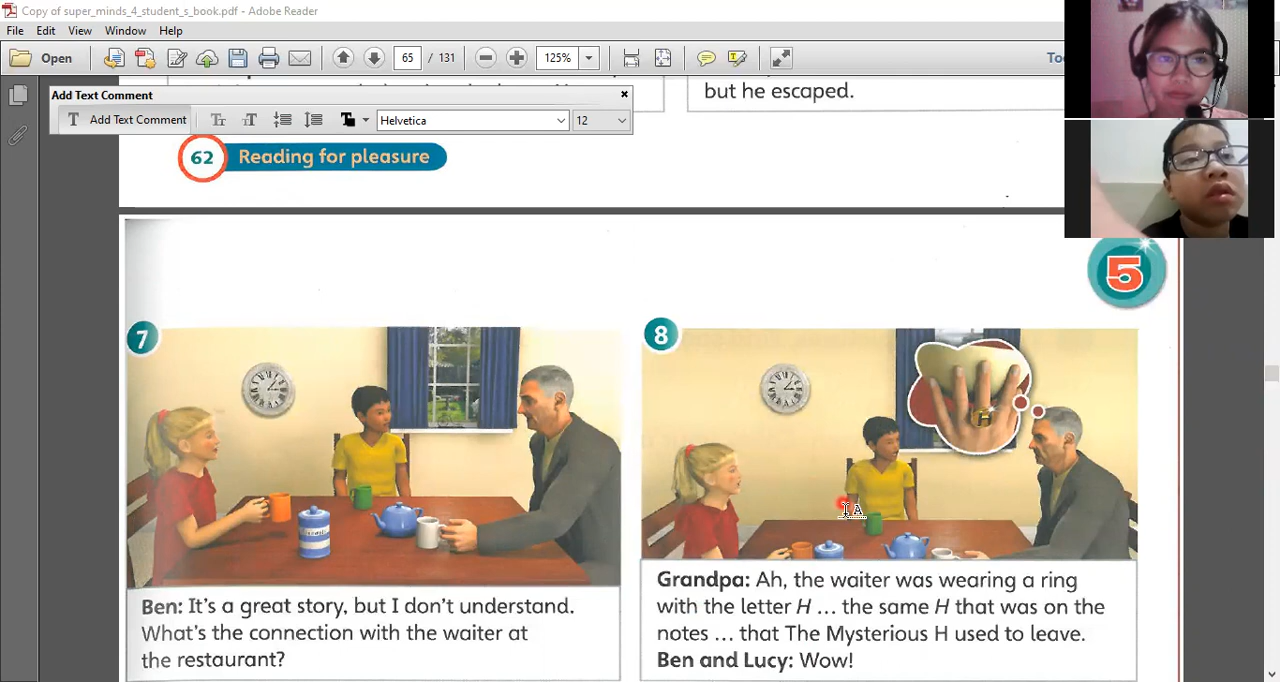 Copy of super_minds_4_student_s_book.pdf - Adobe Reader
File Edit View Window Help
Open 65 / 131 125%
Add Text Comment
but he escaped.
T Add Text Comment Helvetica 12
62 Reading for pleasure
5
7
8
H
Grandpa: Ah, the waiter was wearing a ring
with the letter H ... the same H that was on the
notes ... that The Mysterious H used to leave.
Ben and Lucy: Wow!
Ben: It's a great story, but I don't understand.
What's the connection with the waiter at
the restaurant?